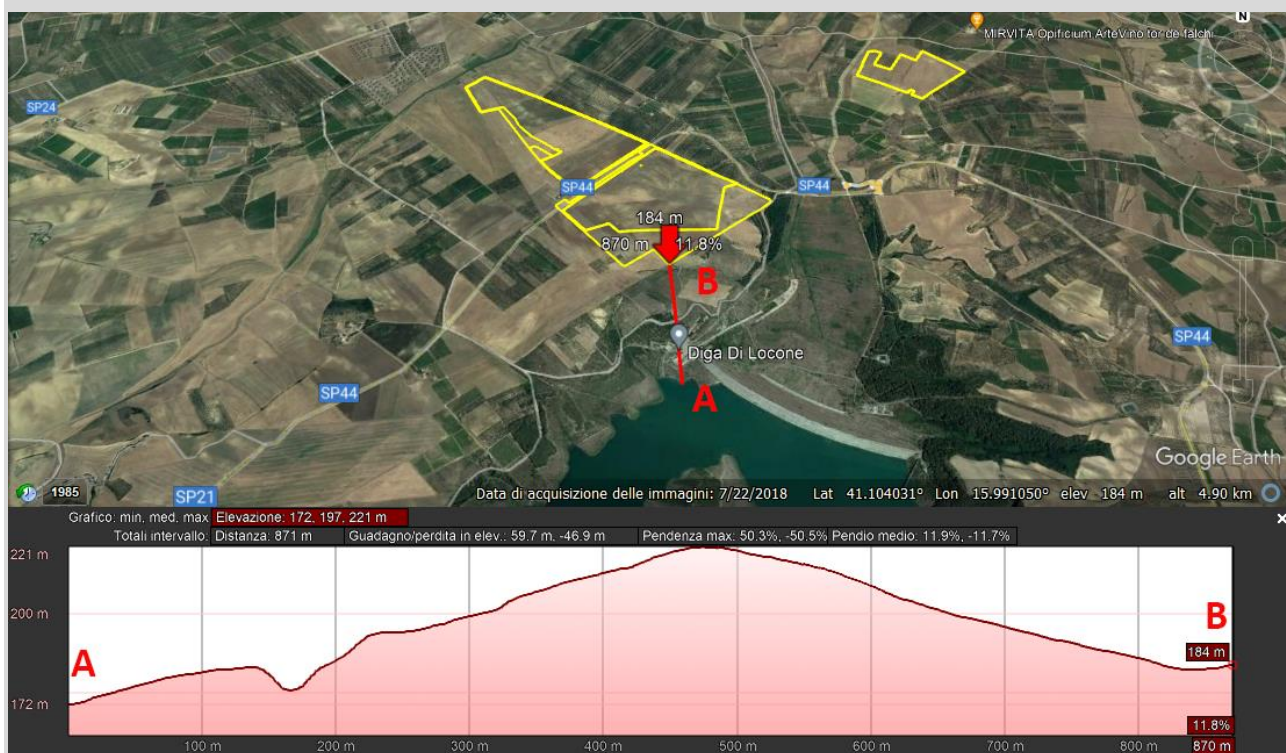 N
MIRVITA Opificium ArteVino tor de falchi
SP24
SP44
SP44
184 m
870 m 11.8%
B
Diga Di Locone
SP44
SP44
A
Google Earth
1985
SP21
Data di acquisizione delle immagini: 7/22/2018 Lat 41.104031° Lon 15.991050° elev 184 m alt 4.90 km
Grafico: min. med. max Elevazione: 172, 197, 221 m
Totali intervallo: Distanza: 871 m Guadagno/perdita in elev.: 59.7 m, -46.9 m Pendenza max: 50.3%, -50.5% Pendio medio: 11.9%, -11.7%
221 m
200 m
B
184 m
A
172 m
11.8%
100 m 200 m 300 m 400 m 500 m 600 m 700 m 800 m 870 m